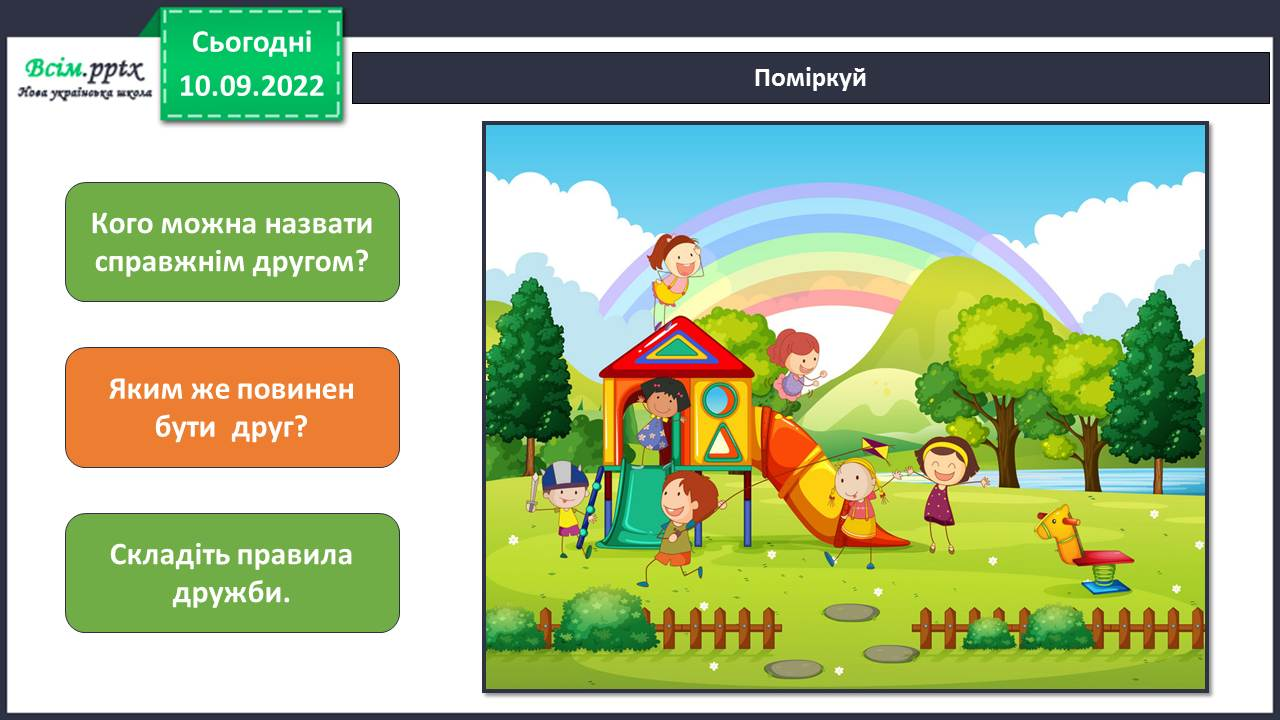 Всім.pptx
Нова українська школа
Сьогодні
10.09.2022
Поміркуй
Кого можна назвати
справжнім другом?
Яким же повинен
бути друг?
Складіть правила
дружби.